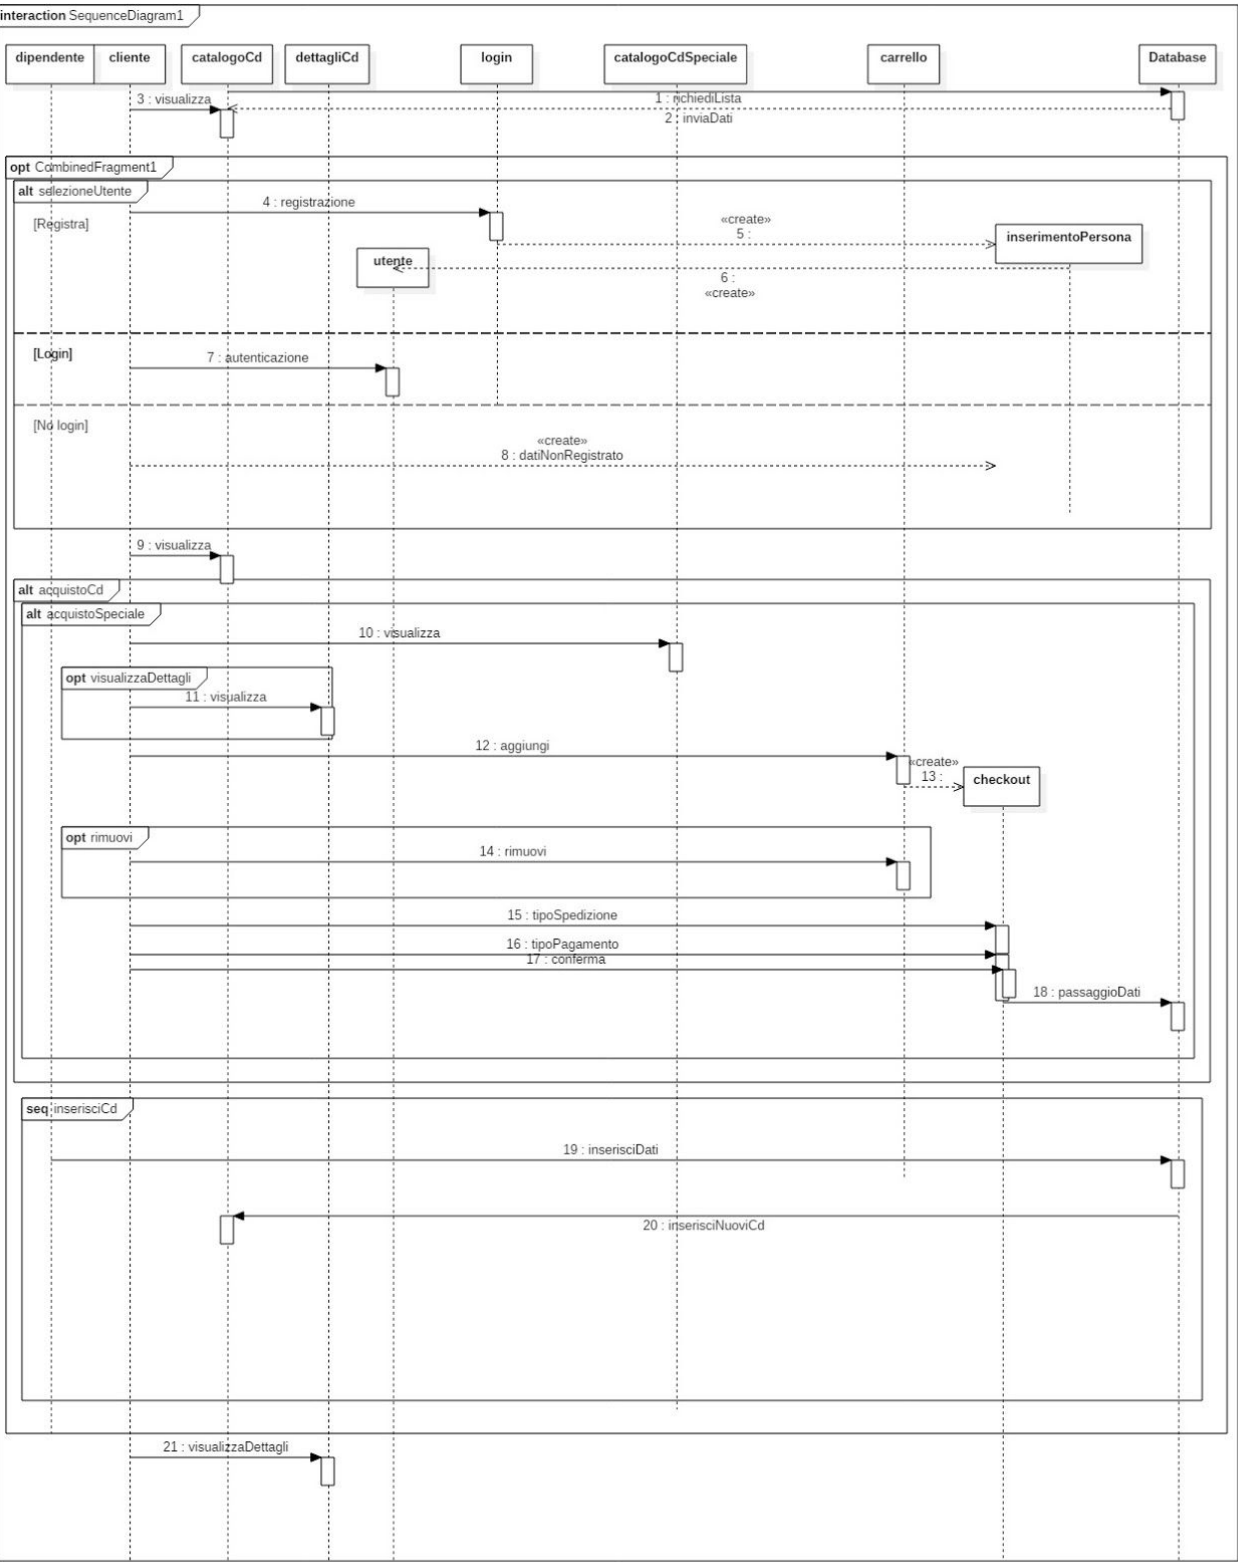 interaction SequenceDiagram1
dipendente cliente catalogoCd dettagliCd login catalogoCdSpeciale carrello Database
3 : visualizza
1 : richiediLista
2 : inviaDati
opt CombinedFragment1
alt selezioneUtente
4 : registrazione
[Registra]
«create»
5 :
inserimentoPersona
utente
6 :
«create»
[Login]
7 : autenticazione
[No login]
«create»
8 : datiNonRegistrato
9 : visualizza
alt acquistoCd
alt acquistoSpeciale
10 : visualizza
opt visualizzaDettagli
11 : visualizza
12 : aggiungi
«create»
13 :
checkout
opt rimuovi
14 : rimuovi
15 : tipoSpedizione
16 : tipoPagamento
17 : conferma
18 : passaggioDati
seq inserisciCd
19 : inserisciDati
20 : inserisciNuoviCd
21 : visualizzaDettagli